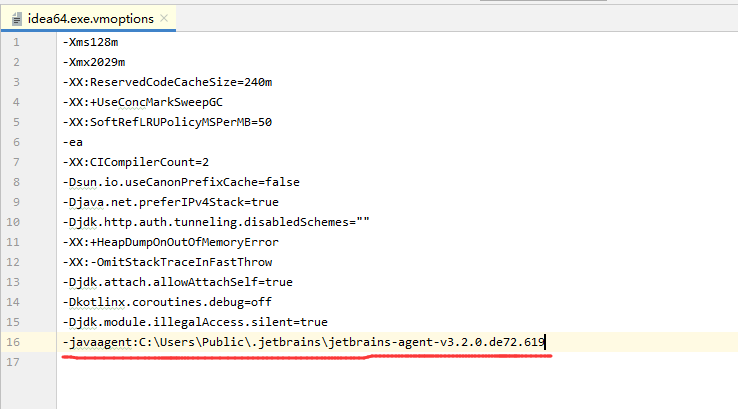 idea64.exe.vmoptions
1 -Xms128m
2 -Xmx2029m
3 -XX:ReservedCodeCacheSize=240m
4 -XX:+UseConcMarkSweepGC
5 -XX:SoftRefLRUPolicyMSPerMB=50
6 -ea
7 -XX:CICompilerCount=2
8 -Dsun.io.useCanonPrefixCache=false
9 -Djava.net.preferIPv4Stack=true
10 -Djdk.http.auth.tunneling.disabledSchemes=""
11 -XX:+HeapDumpOnOutOfMemoryError
12 -XX:-OmitStackTraceInFastThrow
13 -Djdk.attach.allowAttachSelf=true
14 -Dkotlinx.coroutines.debug=off
15 -Djdk.module.illegalAccess.silent=true
16 -javaagent:C:\Users\Public\.jetbrains\jetbrains-agent-v3.2.0.de72.619
17